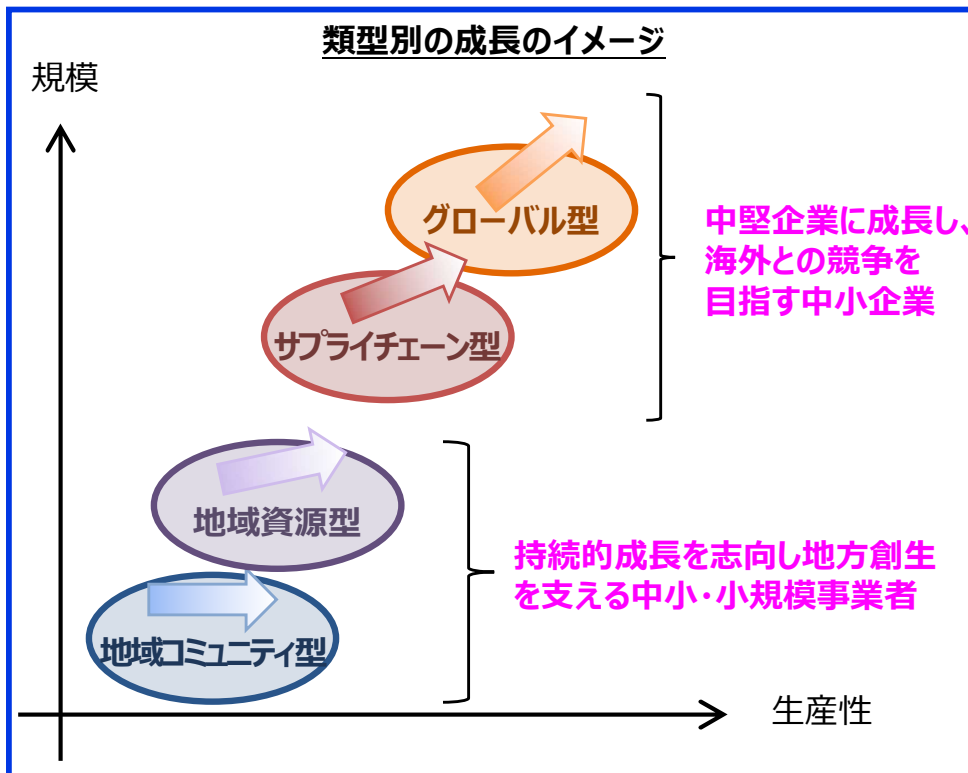 類型別の成長のイメージ
規模
グローバル型
中堅企業に成長し、
海外との競争を
目指す中小企業
サプライチェーン型
地域資源型
持続的成長を志向し地方創生
を支える中小・小規模事業者
地域コミュニティ型
生産性